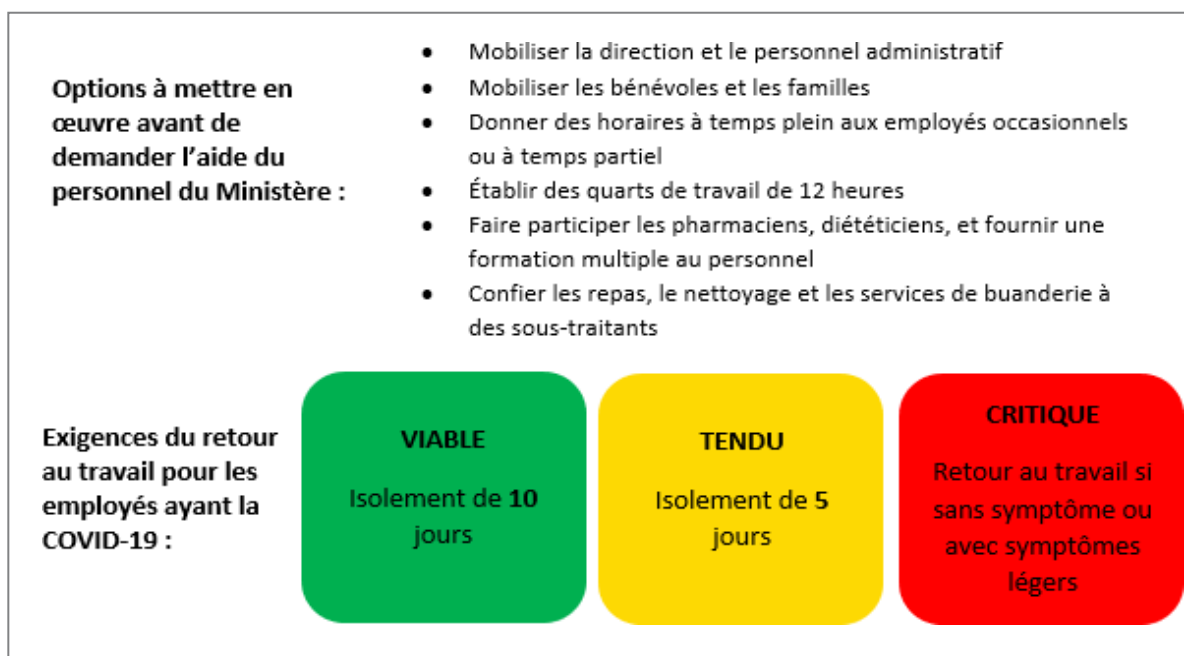 Options à mettre en
œuvre avant de
demander l’aide du
personnel du Ministère :
• Mobiliser la direction et le personnel administratif
• Mobiliser les bénévoles et les familles
• Donner des horaires à temps plein aux employés occasionnels
ou à temps partiel
• Établir des quarts de travail de 12 heures
• Faire participer les pharmaciens, diététiciens, et fournir une
formation multiple au personnel
• Confier les repas, le nettoyage et les services de buanderie à
des sous-traitants
Exigences du retour
au travail pour les
employés ayant la
COVID-19 :
VIABLE
Isolement de 10
jours
TENDU
Isolement de 5
jours
CRITIQUE
Retour au travail si
sans symptôme ou
avec symptômes
légers